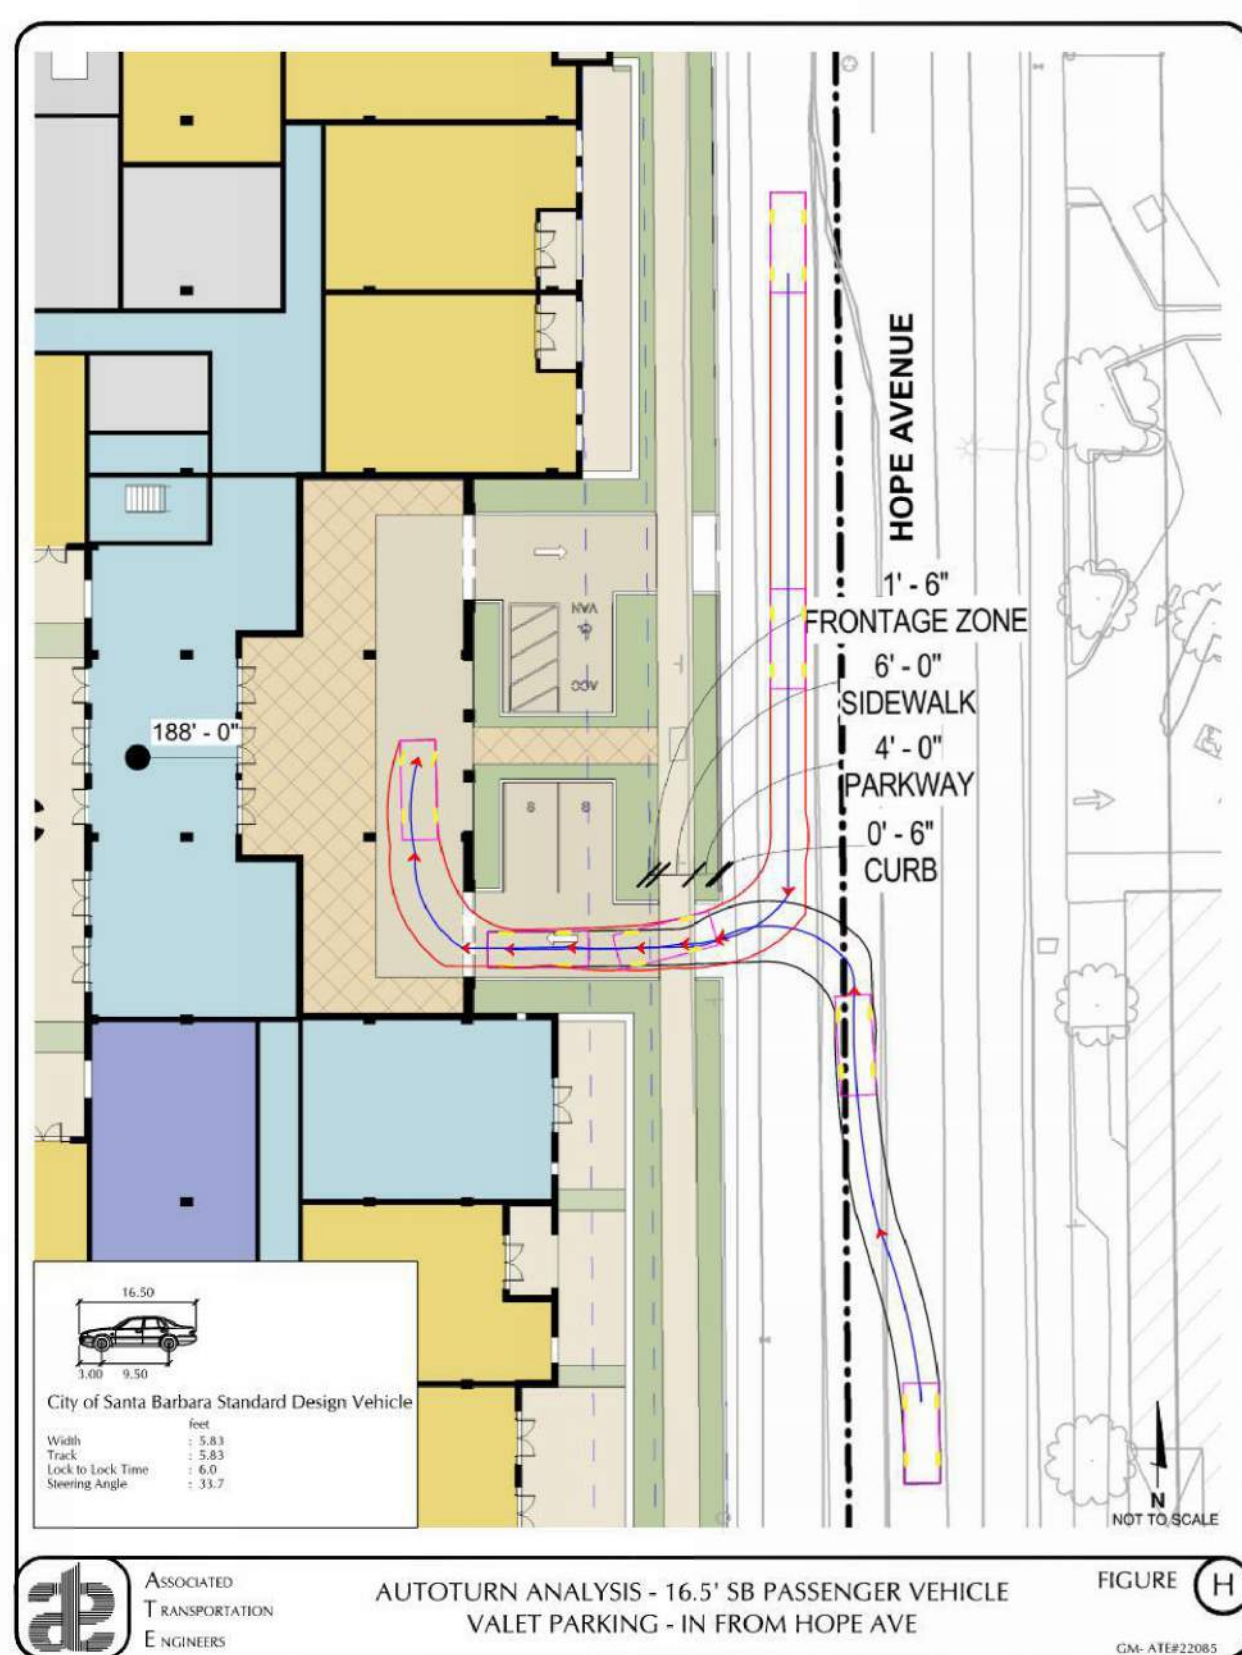 HOPE AVENUE
1' - 6"
FRONTAGE ZONE
6' - 0"
SIDEWALK
4' - 0"
PARKWAY
0' - 6"
CURB
VAN
ACC
188' - 0"
S
S
16.50
3.00
9.50
City of Santa Barbara Standard Design Vehicle
feet
Width : 5.83
Track : 5.83
Lock to Lock Time : 6.0
Steering Angle : 33.7
N
NOT TO SCALE
ASSOCIATED
TRANSPORTATION
ENGINEERS
AUTOTURN ANALYSIS - 16.5' SB PASSENGER VEHICLE
VALET PARKING - IN FROM HOPE AVE
FIGURE H
GM- ATE#22085